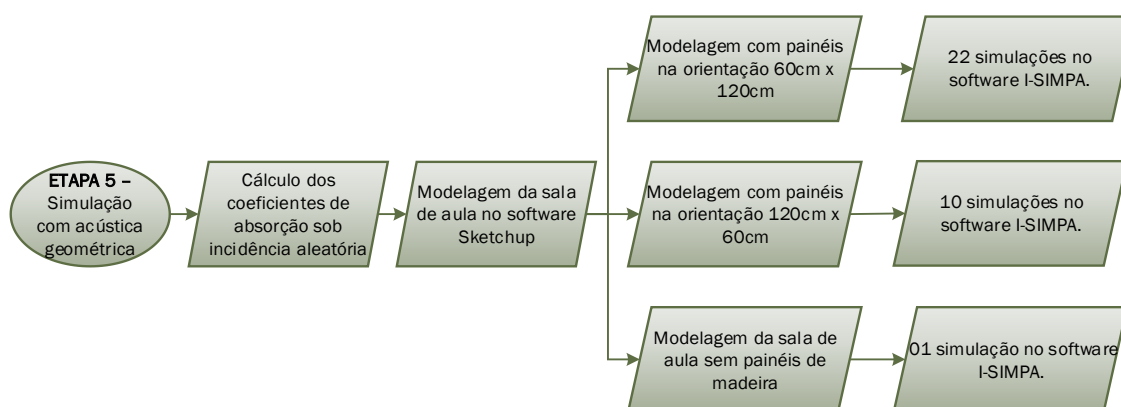 ETAPA 5 –
Simulação
com acústica
geométrica
Cálculo dos
coeficientes de
absorção sob
incidência aleatória
Modelagem da sala
de aula no software
Sketchup
Modelagem com painéis
na orientação 60cm x
120cm
22 simulações no
software I-SIMPA.
Modelagem com painéis
na orientação 120cm x
60cm
10 simulações no
software I-SIMPA.
Modelagem da sala de
aula sem painéis de
madeira
01 simulação no software
I-SIMPA.